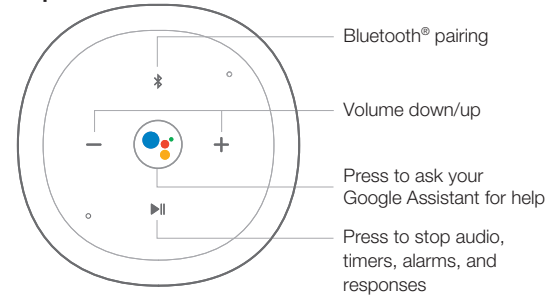 Bluetooth® pairing
Volume down/up
Press to ask your
Google Assistant for help
Press to stop audio,
timers, alarms, and
responses